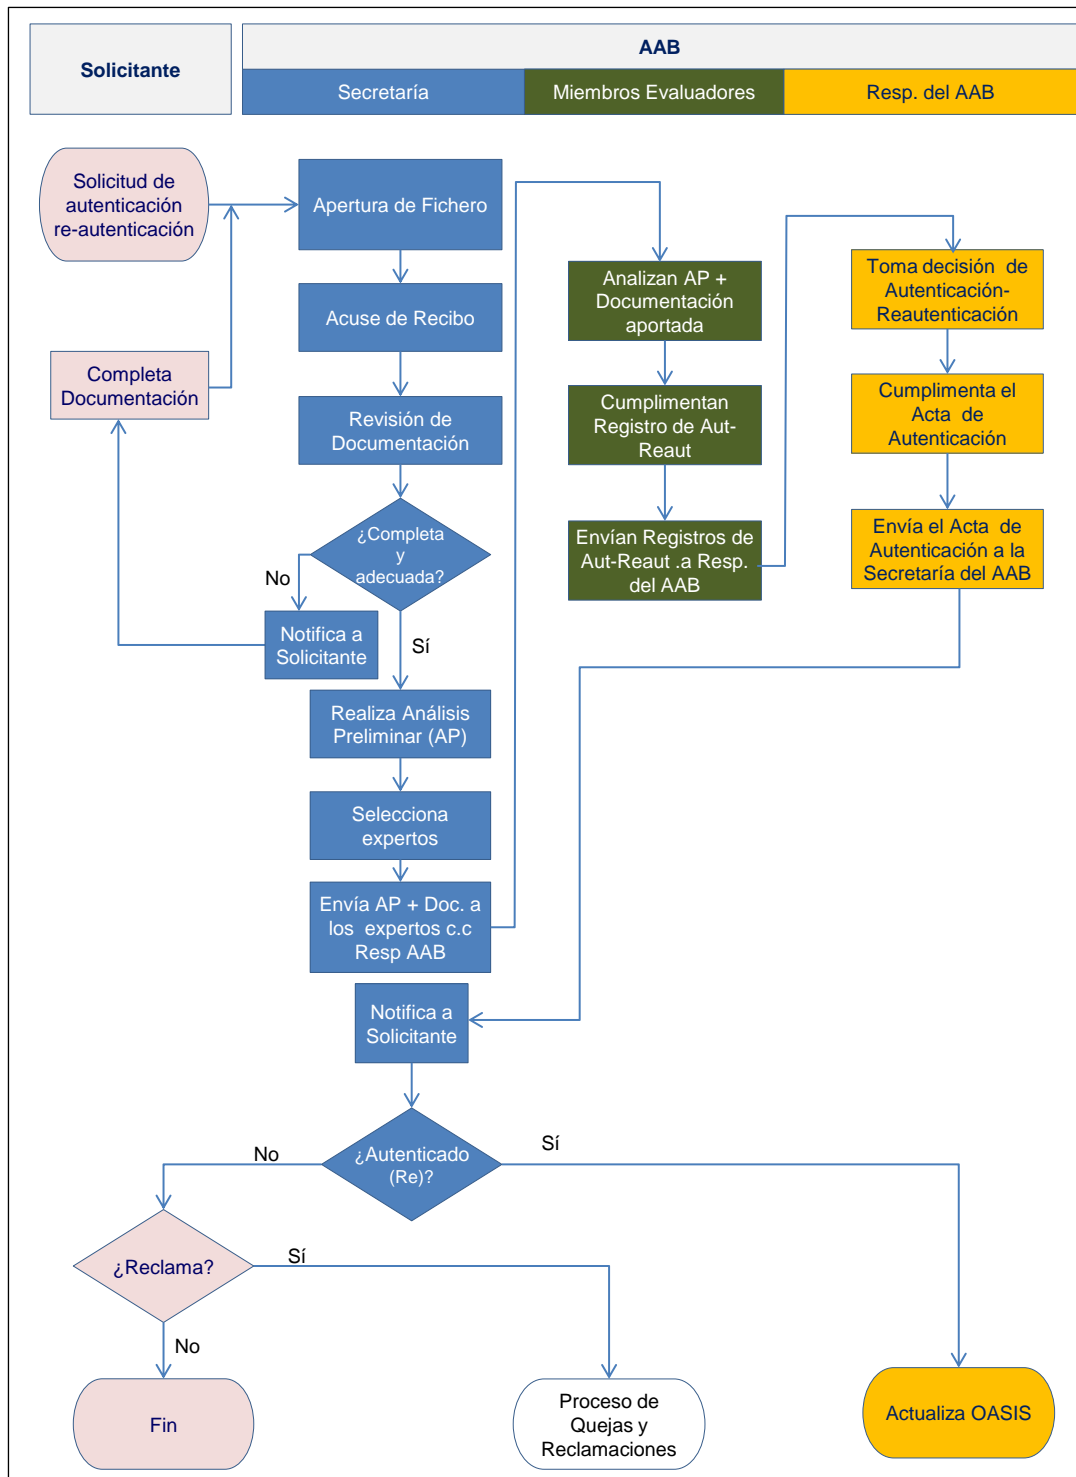 Solicitante
AAB
Secretaría
Miembros Evaluadores
Resp. del AAB
Solicitud de
autenticación
re-autenticación
Apertura de Fichero
Acuse de Recibo
Completa
Documentación
Revisión de
Documentación
¿Completa
y
adecuada?
No
Notifica a
Solicitante
Sí
Realiza Análisis
Preliminar (AP)
Selecciona
expertos
Envía AP + Doc. a
los expertos c.c
Resp AAB
Analizan AP +
Documentación
aportada
Cumplimentan
Registro de Aut-
Reaut
Envían Registros de
Aut-Reaut .a Resp.
del AAB
Toma decisión de
Autenticación-
Reautenticación
Cumplimenta el
Acta de
Autenticación
Envía el Acta de
Autenticación a la
Secretaría del AAB
Notifica a
Solicitante
¿Autenticado
(Re)?
No
Sí
¿Reclama?
Sí
No
Fin
Proceso de
Quejas y
Reclamaciones
Actualiza OASIS